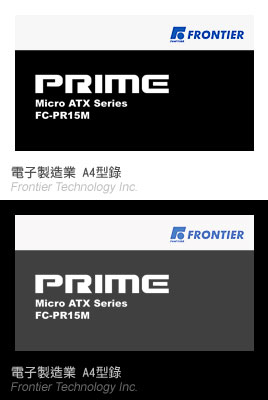 FRONTIER
PRIME
Micro ATX Series
FC-PR15M
電子製造業 A4型錄
Frontier Technology Inc.
FRONTIER
PRIME
Micro ATX Series
FC-PR15M
電子製造業 A4型錄
Frontier Technology Inc.